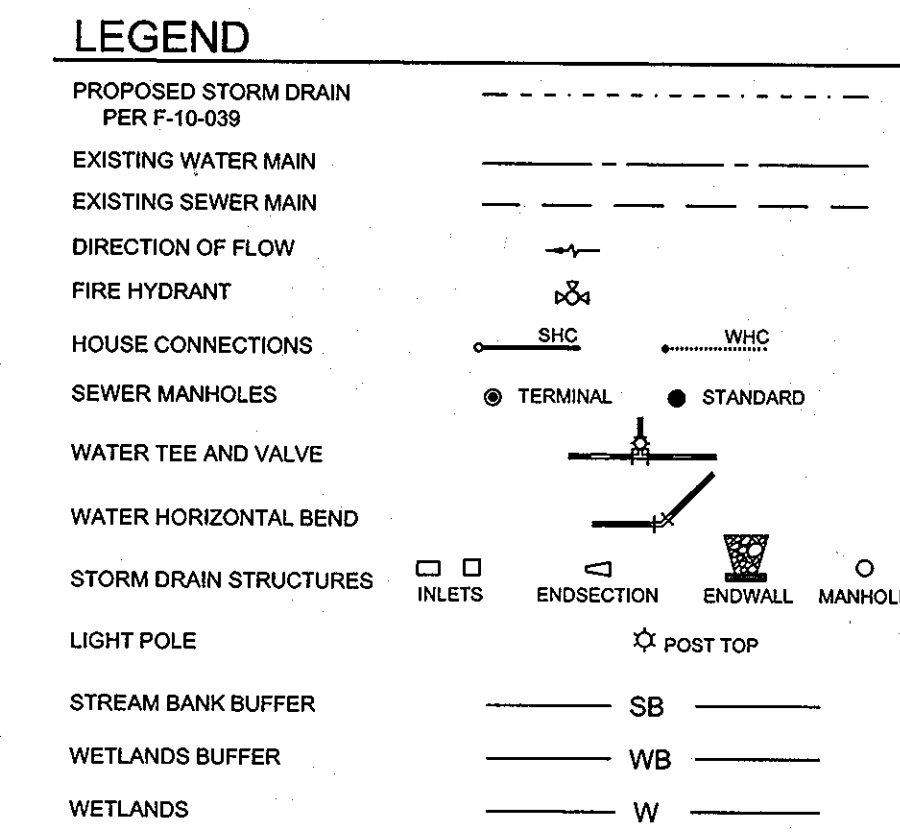 LEGEND
PROPOSED STORM DRAIN
PER F-10-039
EXISTING WATER MAIN
EXISTING SEWER MAIN
DIRECTION OF FLOW
FIRE HYDRANT
HOUSE CONNECTIONS SHC WHC
SEWER MANHOLES TERMINAL STANDARD
WATER TEE AND VALVE
WATER HORIZONTAL BEND
STORM DRAIN STRUCTURES
INLETS ENDSECTION ENDWALL MANHOL
LIGHT POLE POST TOP
STREAM BANK BUFFER SB
WETLANDS BUFFER WB
WETLANDS W